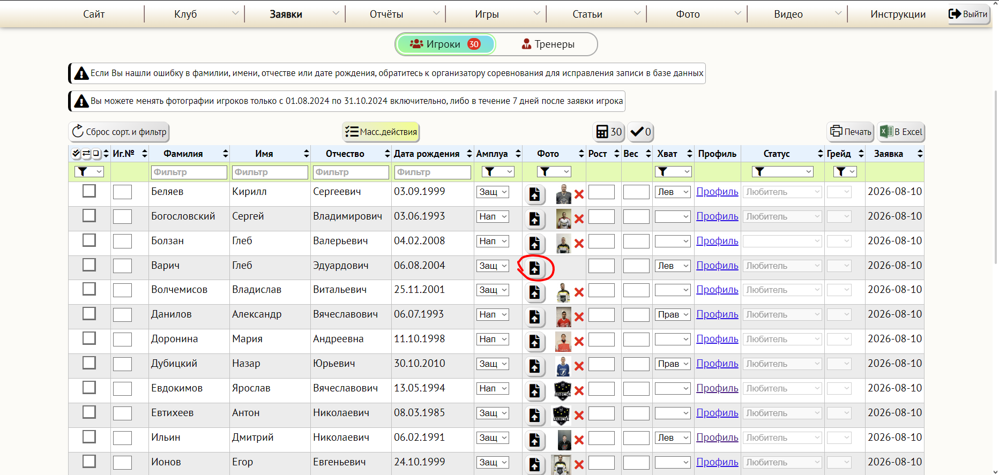 Сайт Клуб Заявки Отчёты Игры Статьи Фото Видео Инструкции Выйти
Игроки 30 Тренеры
Если Вы нашли ошибку в фамилии, имени, отчестве или дате рождения, обратитесь к организатору соревнования для исправления записи в базе данных
Вы можете менять фотографии игроков только с 01.08.2024 по 31.10.2024 включительно, либо в течение 7 дней после заявки игрока
Сброс сорт. и фильтр Масс.действия 30 0 Печать В Excel
Иг.№ Фамилия Имя Отчество Дата рождения Амплуа Фото Рост Вес Хват Профиль Статус Грейд Заявка
Фильтр Фильтр Фильтр Фильтр
Беляев Кирилл Сергеевич 03.09.1999 Защ Лев Профиль Любитель 2026-08-10
Богословский Сергей Владимирович 03.06.1993 Нап Профиль Любитель 2026-08-10
Болзан Глеб Валерьевич 04.02.2008 Нап Профиль 2026-08-10
Варич Глеб Эдуардович 06.08.2004 Защ Лев Профиль Любитель 2026-08-10
Волчемисов Владислав Витальевич 25.11.2001 Защ Профиль Любитель 2026-08-10
Данилов Александр Вячеславович 06.07.1993 Нап Прав Профиль Любитель 2026-08-10
Доронина Мария Андреевна 11.10.1998 Нап Профиль Любитель 2026-08-10
Дубицкий Назар Юрьевич 30.10.2010 Защ Прав Профиль Любитель 2026-08-10
Евдокимов Ярослав Вячеславович 13.05.1994 Нап Профиль Любитель 2026-08-10
Евтихеев Антон Николаевич 08.03.1985 Защ Профиль Любитель 2026-08-10
Ильин Дмитрий Николаевич 06.02.1991 Защ Лев Профиль Любитель 2026-08-10
Ионов Егор Евгеньевич 24.10.1999 Защ Профиль Любитель 2026-08-10